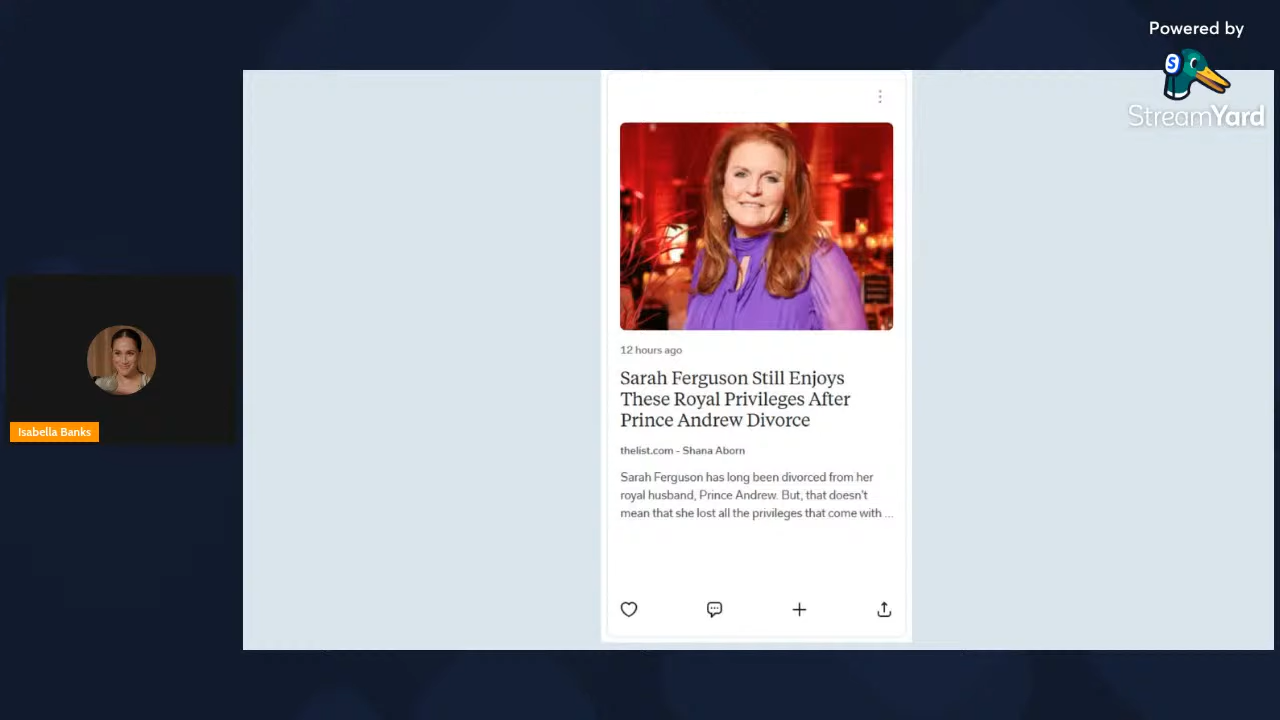 Powered by
StreamYard
12 hours ago
Sarah Ferguson Still Enjoys
These Royal Privileges After
Prince Andrew Divorce
thelist.com - Shana Aborn
Sarah Ferguson has long been divorced from her
royal husband, Prince Andrew. But, that doesn't
mean that she lost all the privileges that come with ...
Isabella Banks